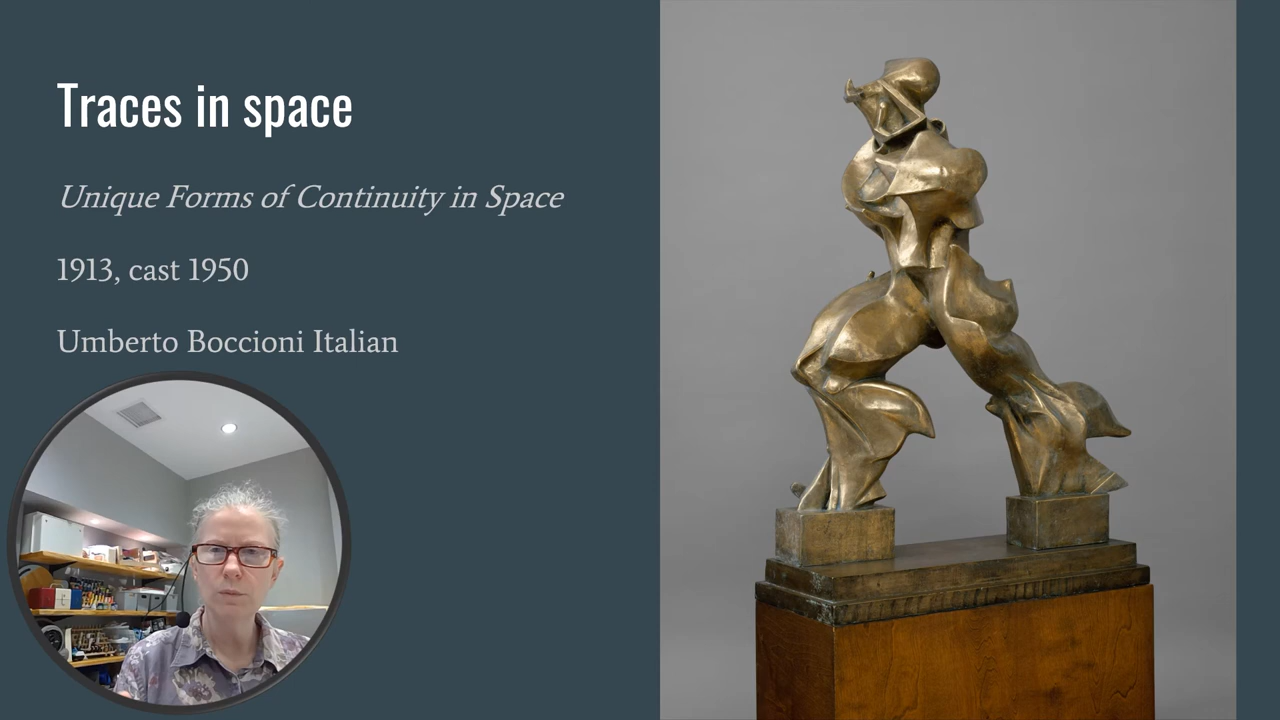 Traces in space
Unique Forms of Continuity in Space
1913, cast 1950
Umberto Boccioni Italian